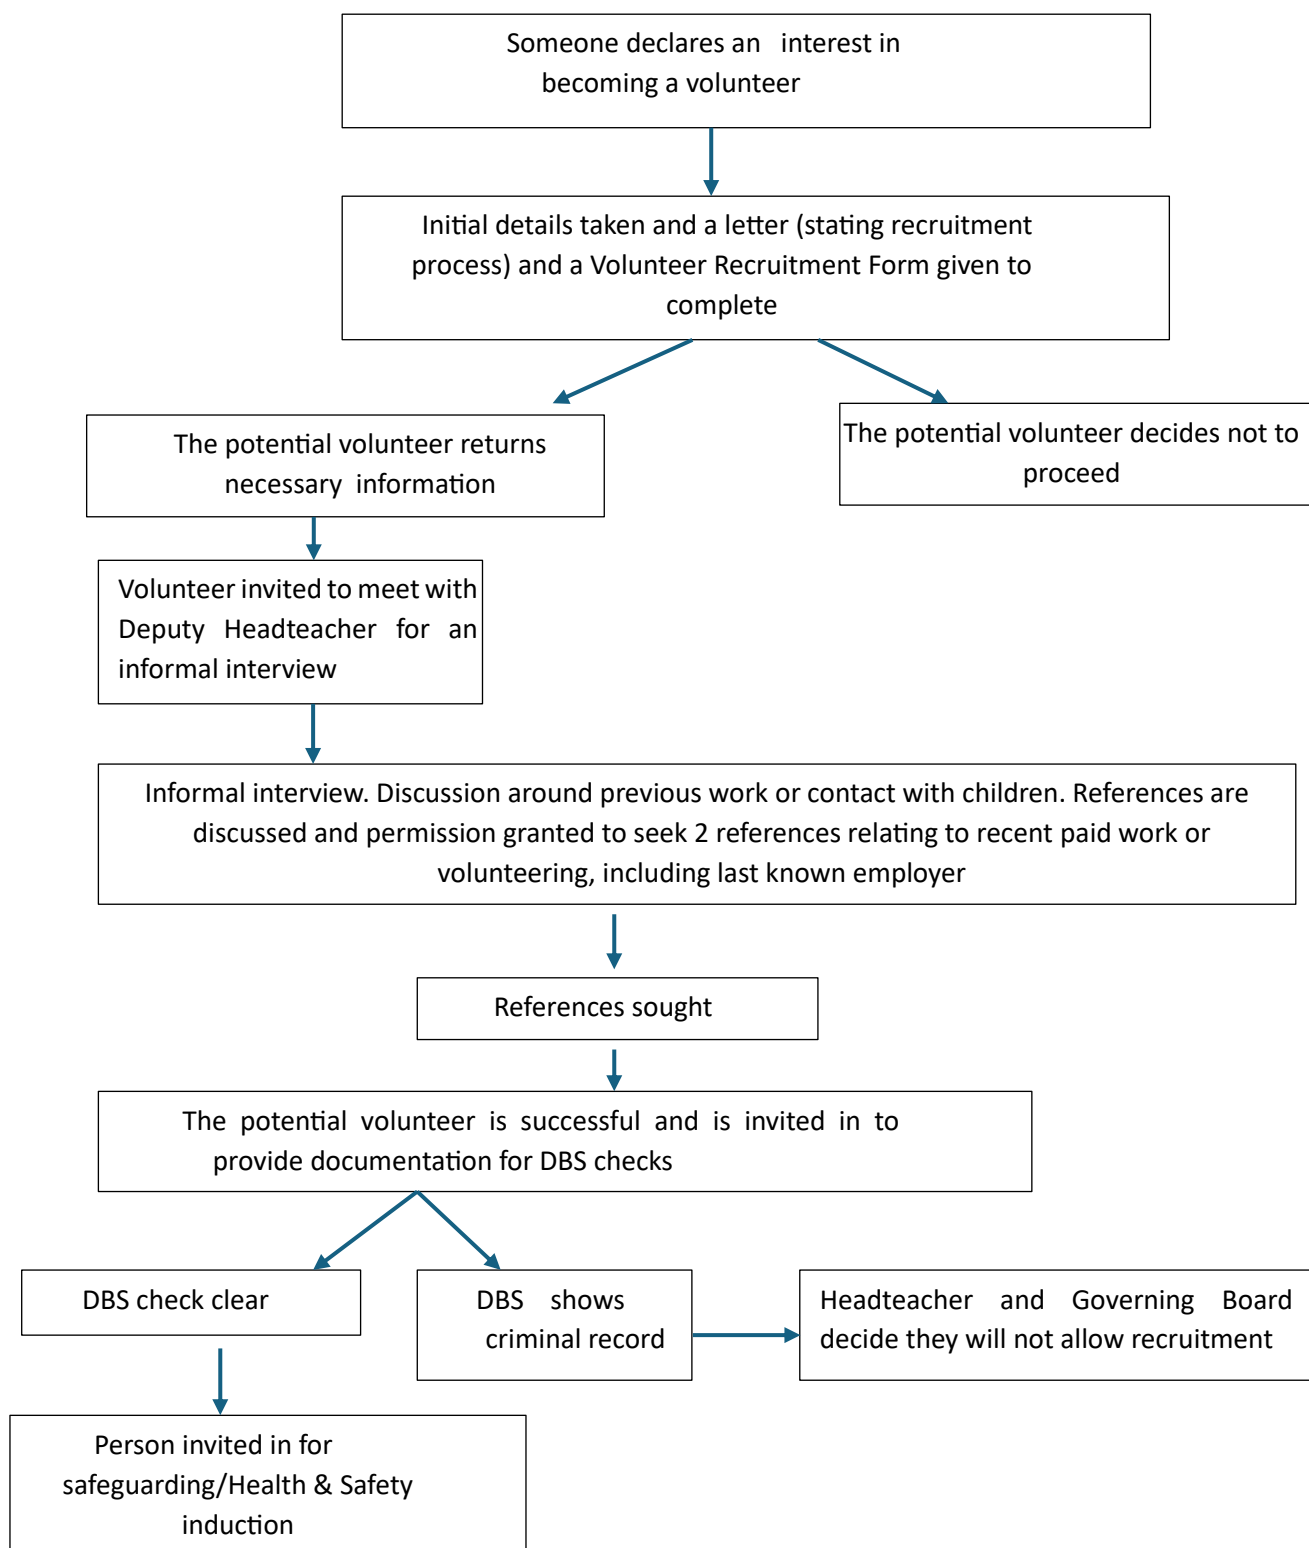 Someone declares an interest in
becoming a volunteer
Initial details taken and a letter (stating recruitment
process) and a Volunteer Recruitment Form given to
complete
The potential volunteer returns
necessary information
The potential volunteer decides not to
proceed
Volunteer invited to meet with
Deputy Headteacher for an
informal interview
Informal interview. Discussion around previous work or contact with children. References are
discussed and permission granted to seek 2 references relating to recent paid work or
volunteering, including last known employer
References sought
The potential volunteer is successful and is invited in to
provide documentation for DBS checks
DBS check clear
DBS shows
criminal record
Headteacher and Governing Board
decide they will not allow recruitment
Person invited in for
safeguarding/Health & Safety
induction